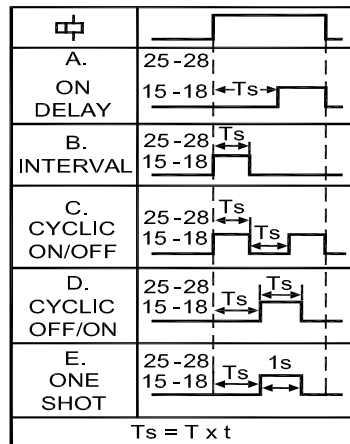 A.
ON
DELAY
25-28
15-18
Ts
B.
INTERVAL
25-28
15-18
Ts
C.
CYCLIC
ON/OFF
25-28
15-18
Ts
Ts
D.
CYCLIC
OFF/ON
25-28
15-18
Ts
Ts
E.
ONE
SHOT
25-28
15-18
Ts
1s
Ts = T x t